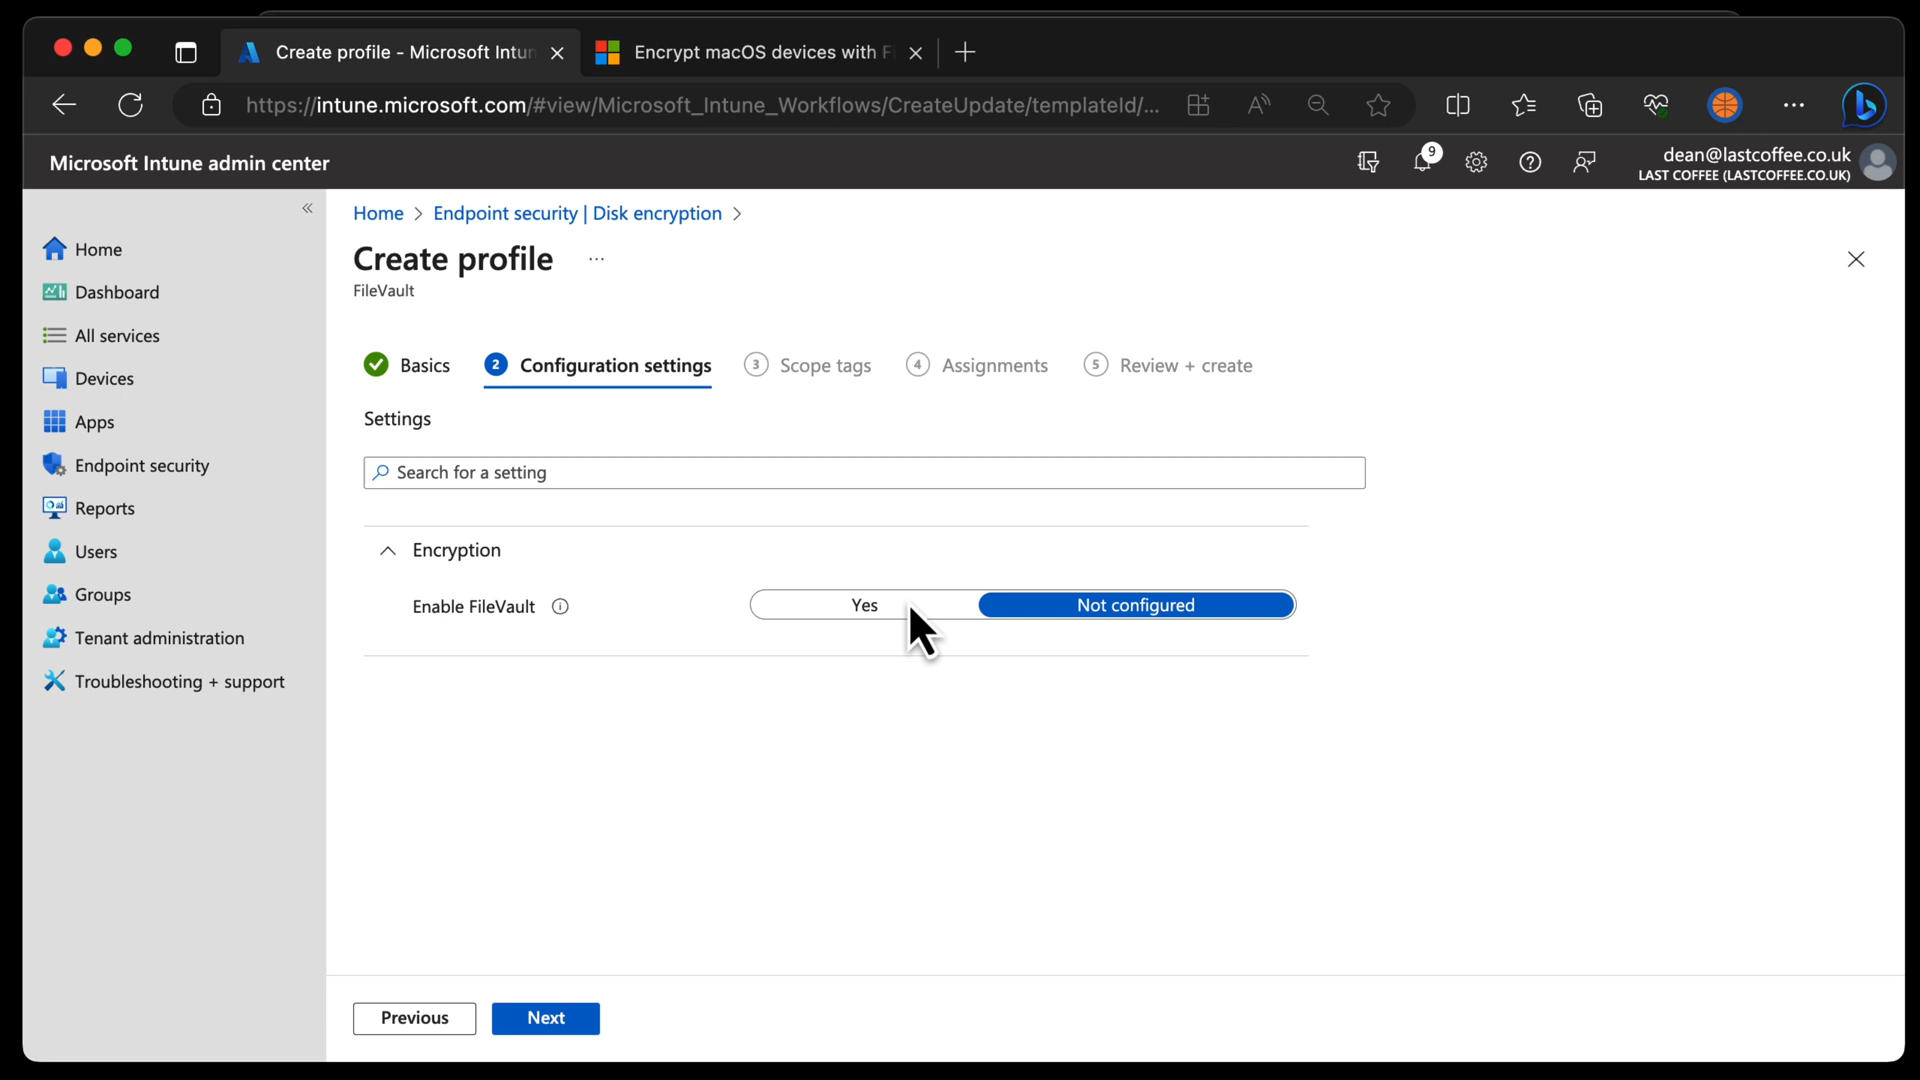 Create profile - Microsoft Intun
Encrypt macOS devices with F
https://intune.microsoft.com/#view/Microsoft_Intune_Workflows/CreateUpdate/templateId/...
Microsoft Intune admin center
9
dean@lastcoffee.co.uk
LAST COFFEE (LASTCOFFEE.CO.UK)
Home
Dashboard
All services
Devices
Apps
Endpoint security
Reports
Users
Groups
Tenant administration
Troubleshooting + support
Home > Endpoint security | Disk encryption >
Create profile ...
FileVault
Basics 2 Configuration settings 3 Scope tags 4 Assignments 5 Review + create
Settings
Search for a setting
Encryption
Enable FileVault
Yes
Not configured
Previous
Next